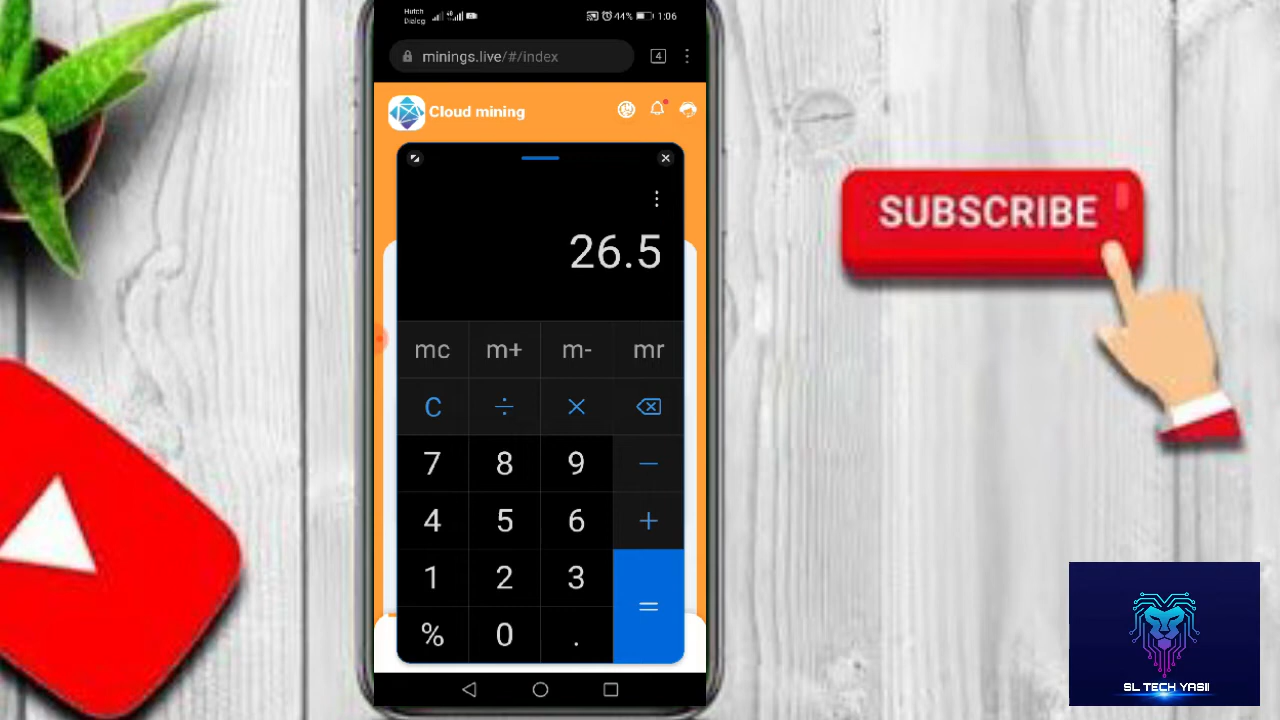 Hutch
Dialog
44% 1:06
minings.live/#/index
4
Cloud mining
26.5
mc m+ m- mr
C ÷ ×
7 8 9 −
4 5 6 +
1 2 3
% 0 . =
SUBSCRIBE
SL TECH YASII